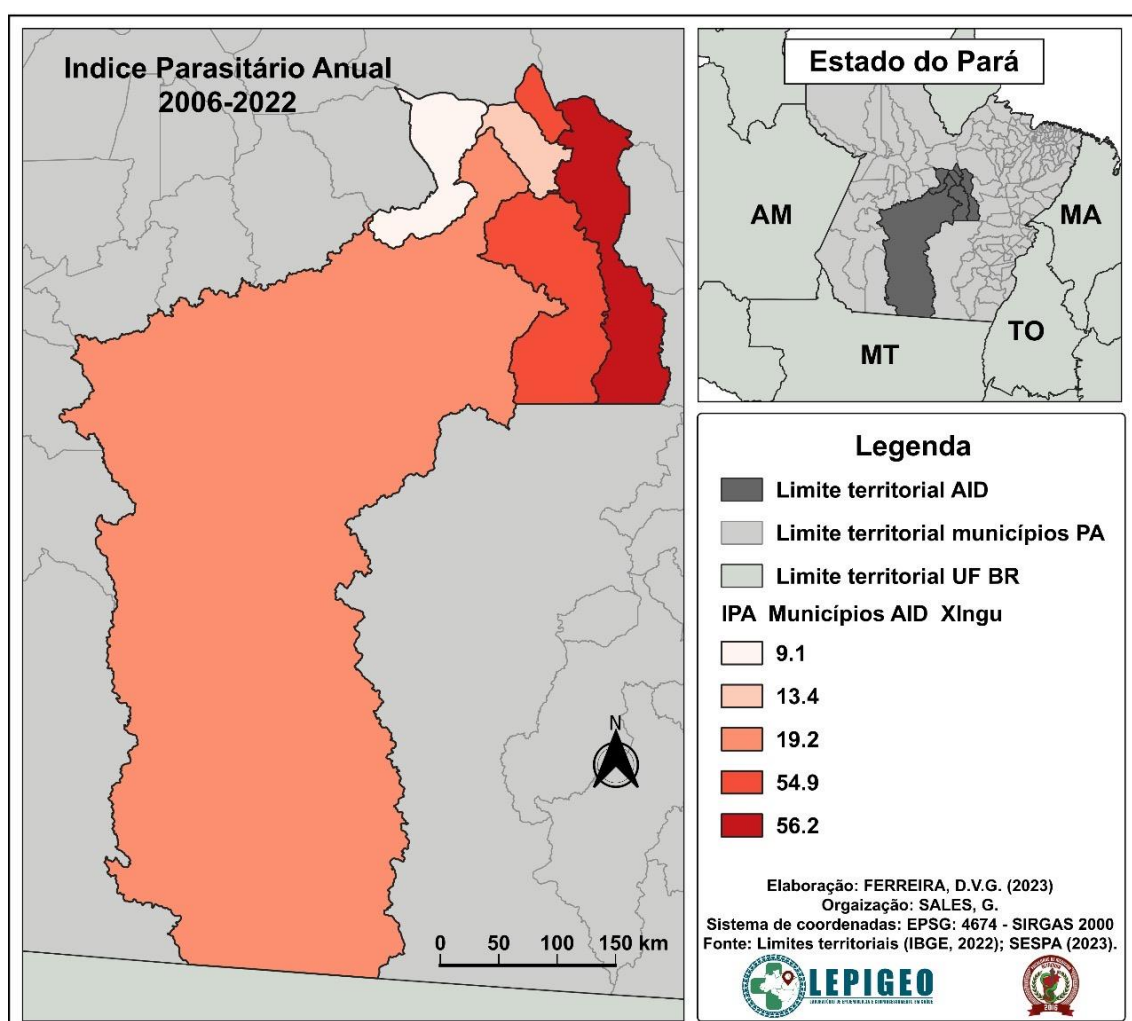 Indice Parasitário Anual
2006-2022
N
0 50 100 150 km
Estado do Pará
AM
MA
TO
MT
Legenda
Limite territorial AID
Limite territorial municípios PA
Limite territorial UF BR
IPA Municípios AID XIngu
9.1
13.4
19.2
54.9
56.2
Elaboração: FERREIRA, D.V.G. (2023)
Orgaização: SALES, G.
Sistema de coordenadas: EPSG: 4674 - SIRGAS 2000
Fonte: Limites territoriais (IBGE, 2022); SESPA (2023).
LEPIGEO